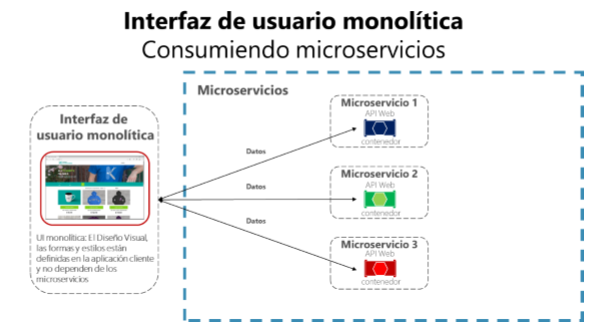 Interfaz de usuario monolítica
Consumiendo microservicios
Microservicios
Interfaz de
usuario monolítica
UI monolítica: El Diseño Visual,
las formas y estilos están
definidas en la aplicación cliente
y no dependen de los
microservicios
Datos
Datos
Datos
Microservicio 1
API Web
contenedor
Microservicio 2
API Web
contenedor
Microservicio 3
API Web
contenedor